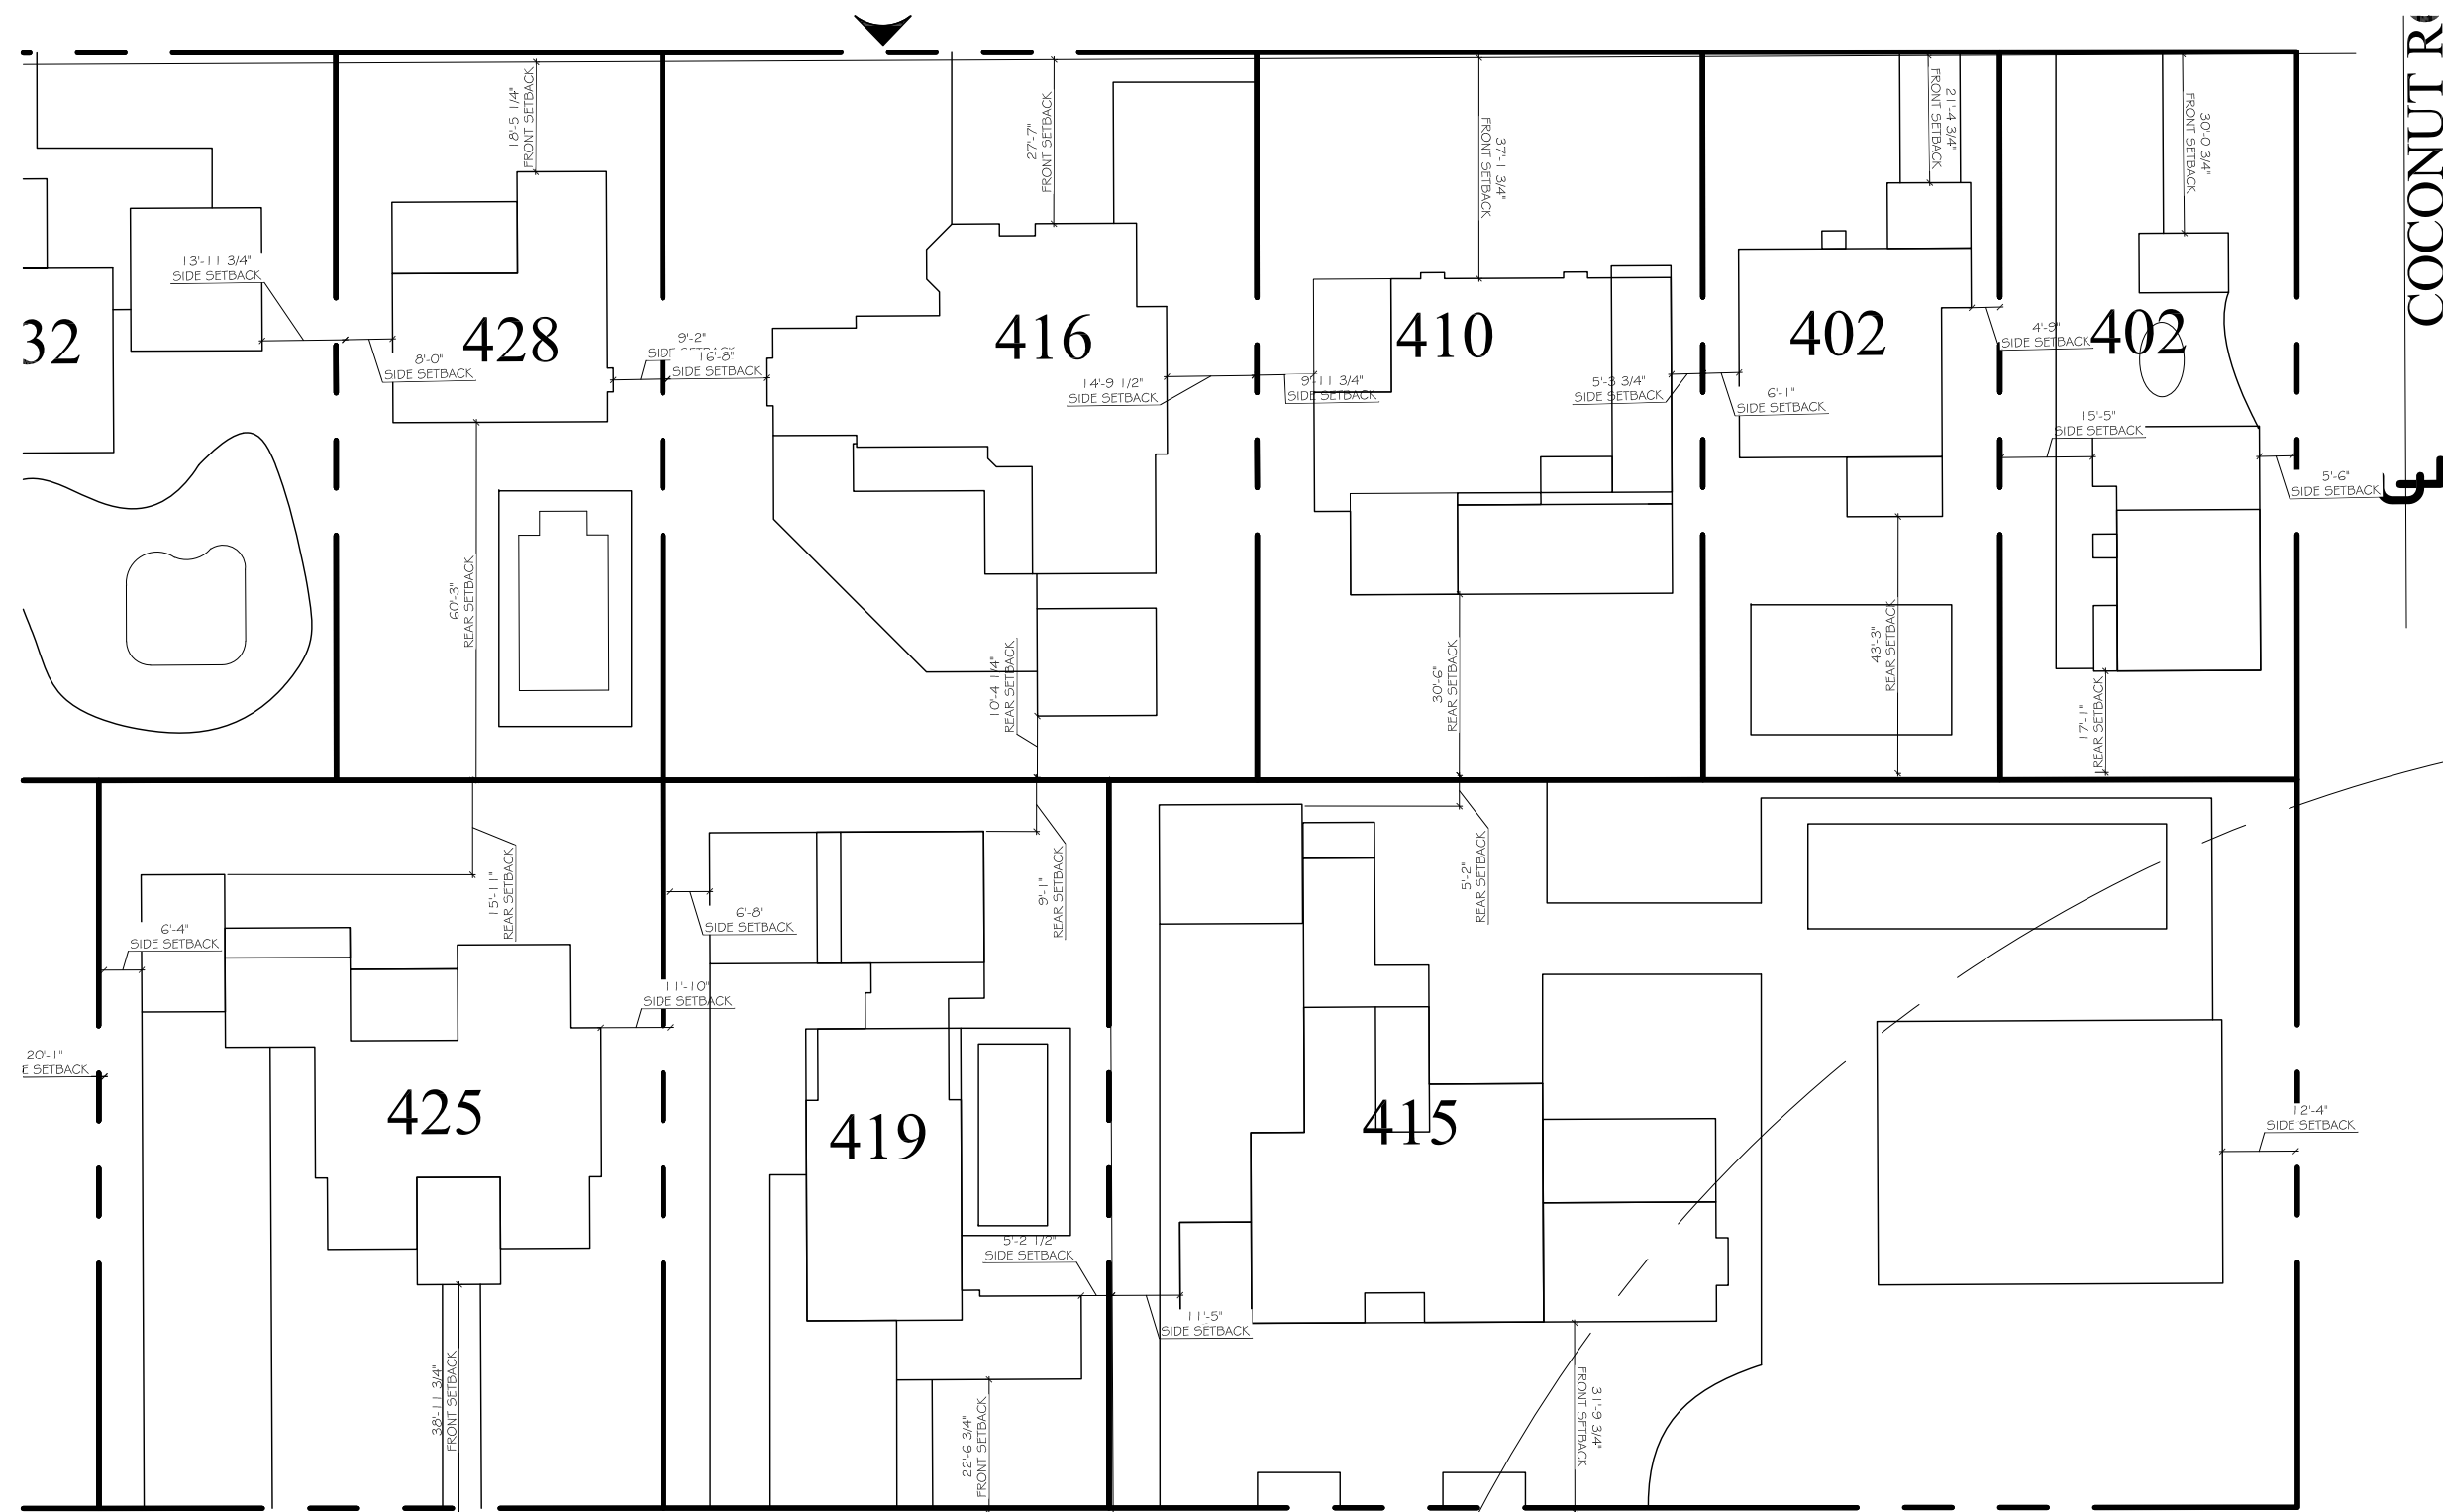 COCONUT RO
18'-5 1/4"
FRONT SETBACK
27'-7"
FRONT SETBACK
37'-1 3/4"
FRONT SETBACK
21'-4 3/4"
FRONT SETBACK
30'-0 3/4"
FRONT SETBACK
13'-11 3/4"
SIDE SETBACK
32
428
416
410
402
402
8'-0"
SIDE SETBACK
9'-2"
SIDE SETBACK
16'-8"
SIDE SETBACK
14'-9 1/2"
SIDE SETBACK
9'-11 3/4"
SIDE SETBACK
5'-3 3/4"
SIDE SETBACK
6'-1"
SIDE SETBACK
4'-9"
SIDE SETBACK
15'-5"
SIDE SETBACK
5'-6"
SIDE SETBACK
60'-3"
REAR SETBACK
10'-4 1/4"
REAR SETBACK
30'-6"
REAR SETBACK
43'-3"
REAR SETBACK
17'-1"
REAR SETBACK
15'-11"
REAR SETBACK
9'-1"
REAR SETBACK
5'-2"
REAR SETBACK
6'-4"
SIDE SETBACK
6'-8"
SIDE SETBACK
11'-10"
SIDE SETBACK
20'-1"
E SETBACK
425
419
415
12'-4"
SIDE SETBACK
5'-2 1/2"
SIDE SETBACK
11'-5"
SIDE SETBACK
38'-11 3/4"
FRONT SETBACK
22'-6 3/4"
FRONT SETBACK
31'-9 3/4"
FRONT SETBACK